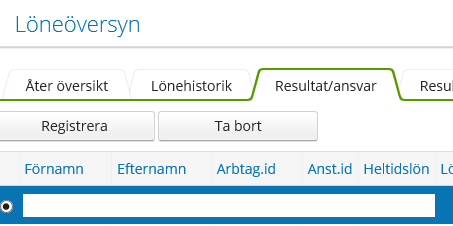 Löneöversyn
Åter översikt Lönehistorik Resultat/ansvar
Registrera Ta bort
Förnamn Efternamn Arbtag.id Anst.id Heltidslön